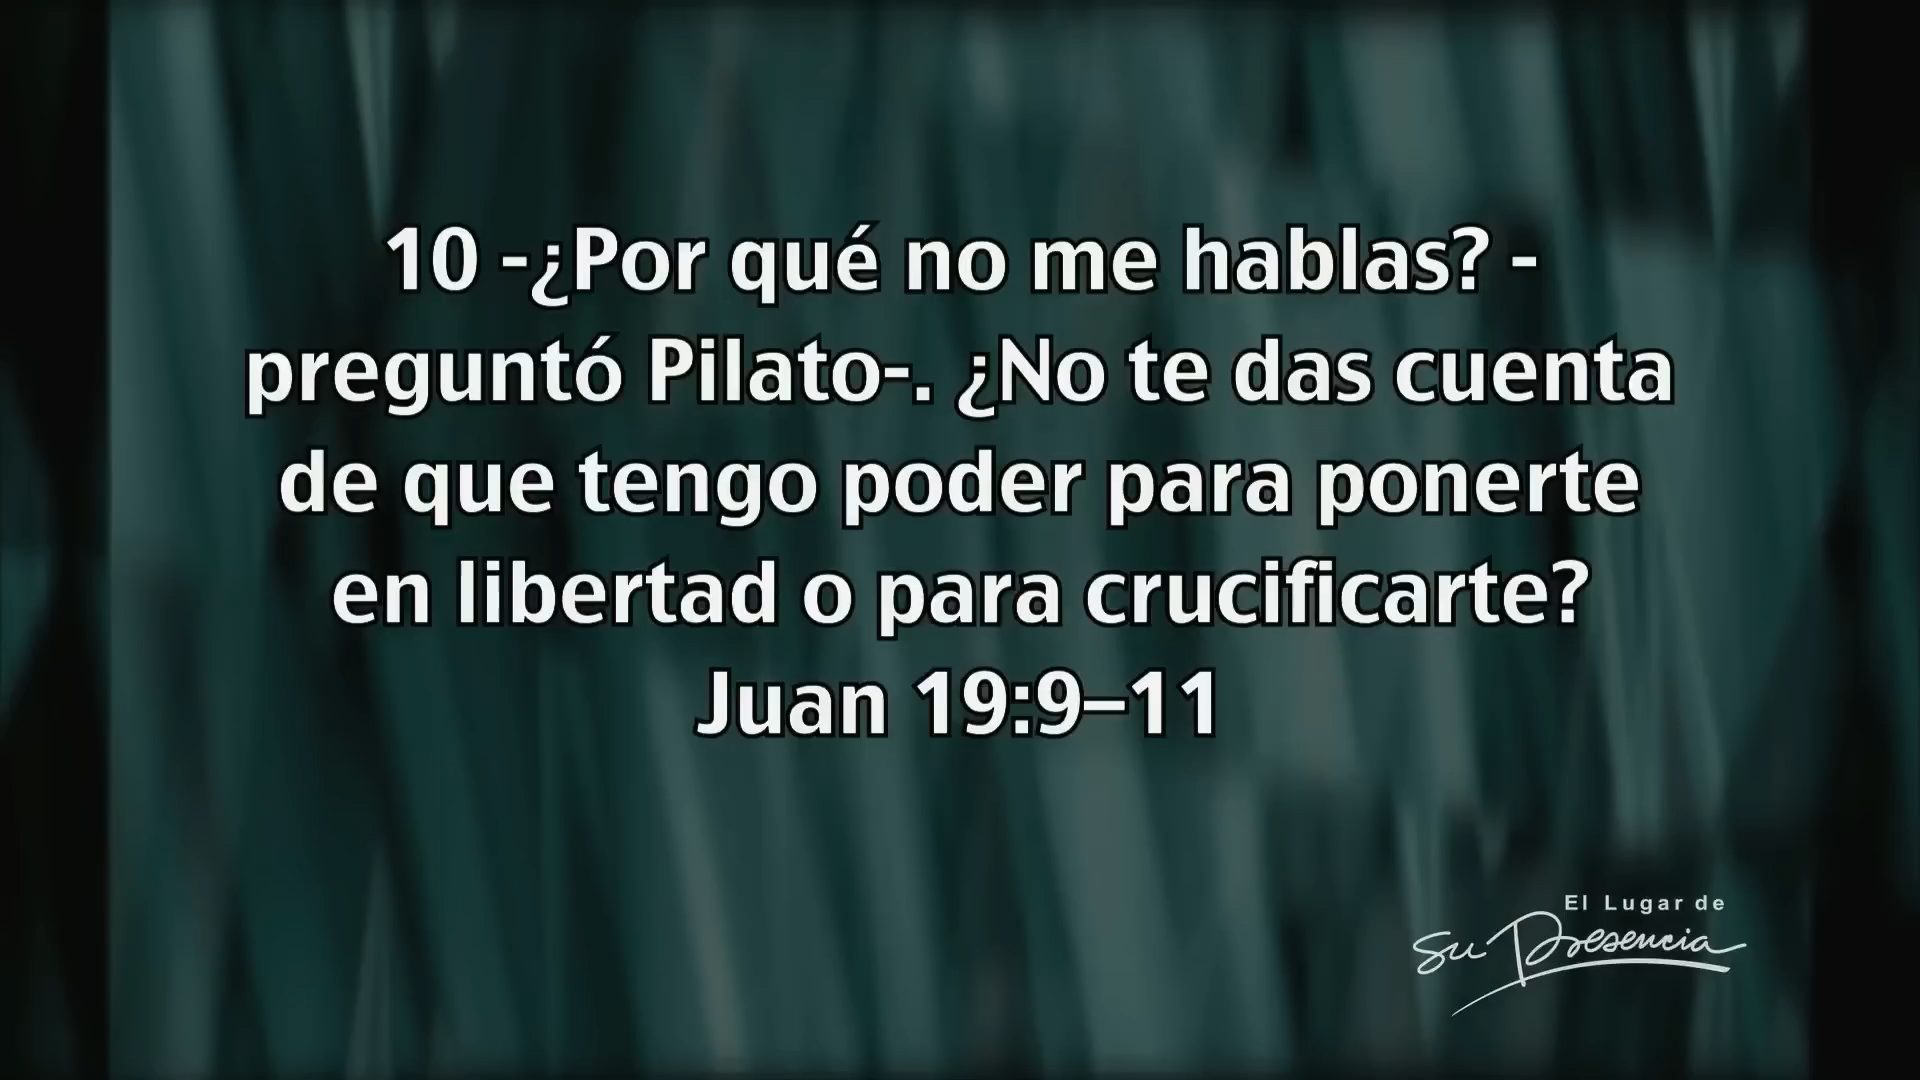 10 -¿Por qué no me hablas? -
preguntó Pilato-. ¿No te das cuenta
de que tengo poder para ponerte
en libertad o para crucificarte?
Juan 19:9–11
El Lugar de
Su Presencia